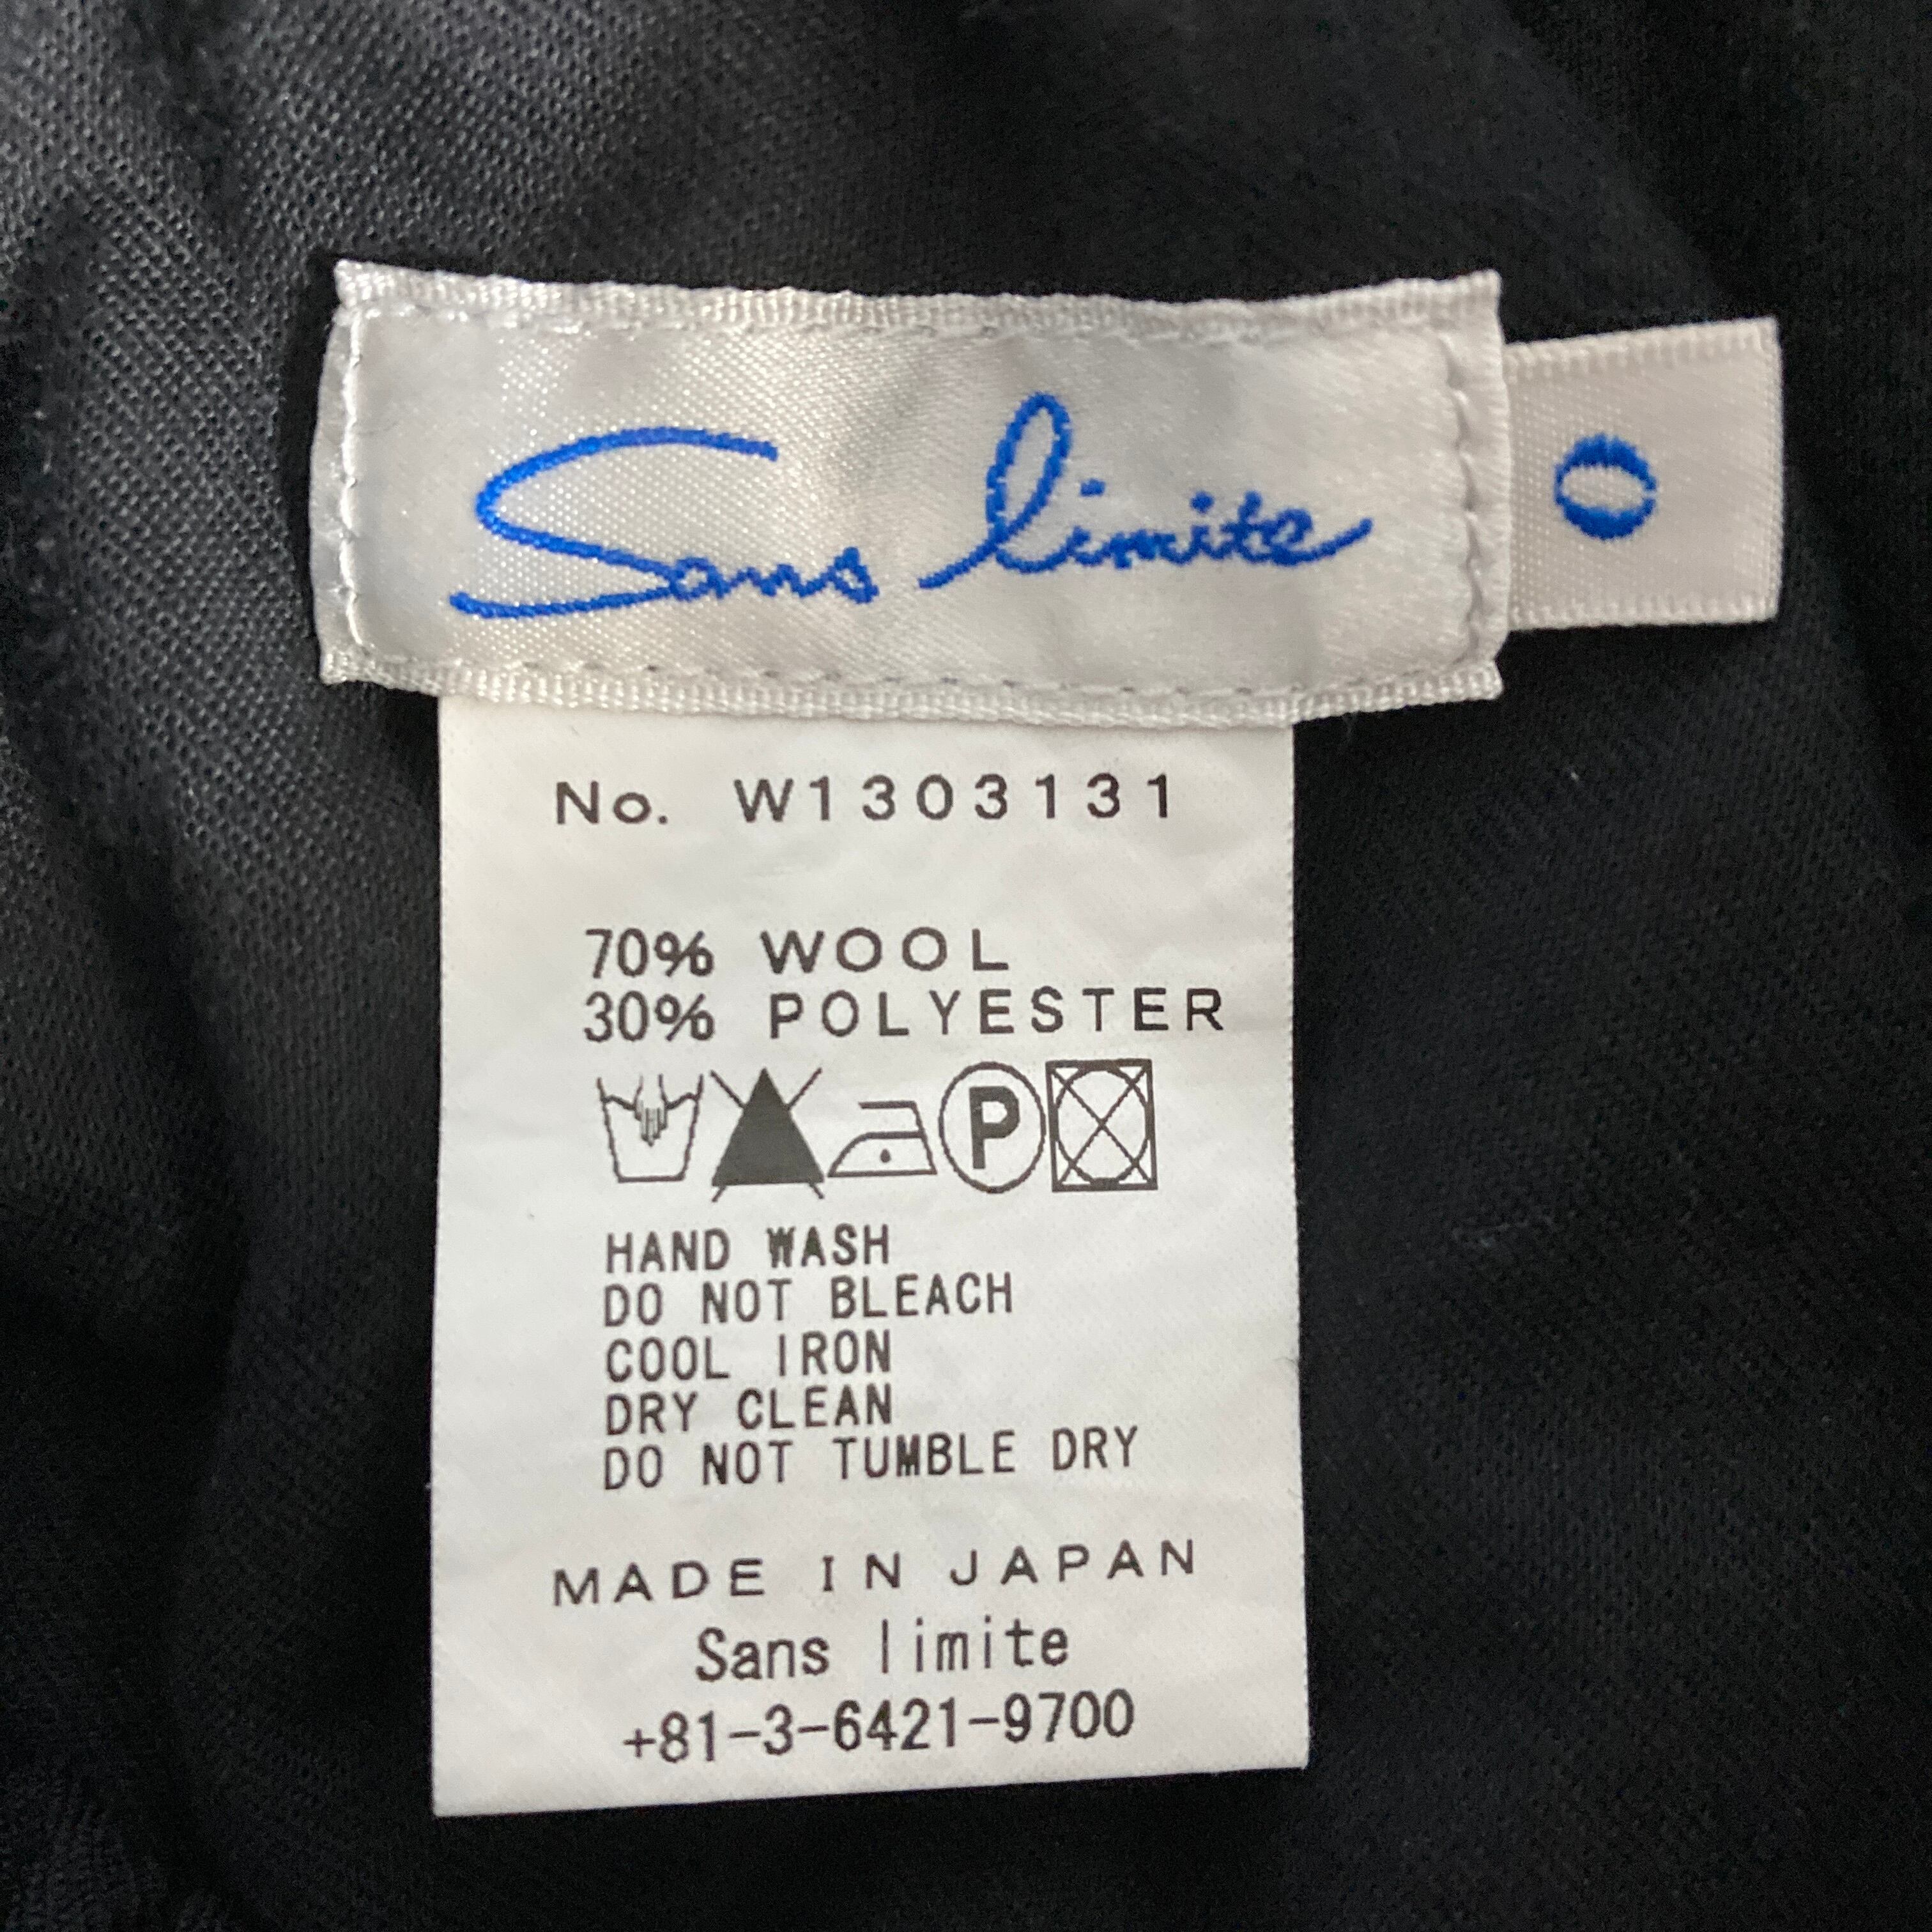 Sans limite
0
No. W1303131
70% WOOL
30% POLYESTER
P
HAND WASH
DO NOT BLEACH
COOL IRON
DRY CLEAN
DO NOT TUMBLE DRY
MADE IN JAPAN
Sans limite
+81-3-6421-9700